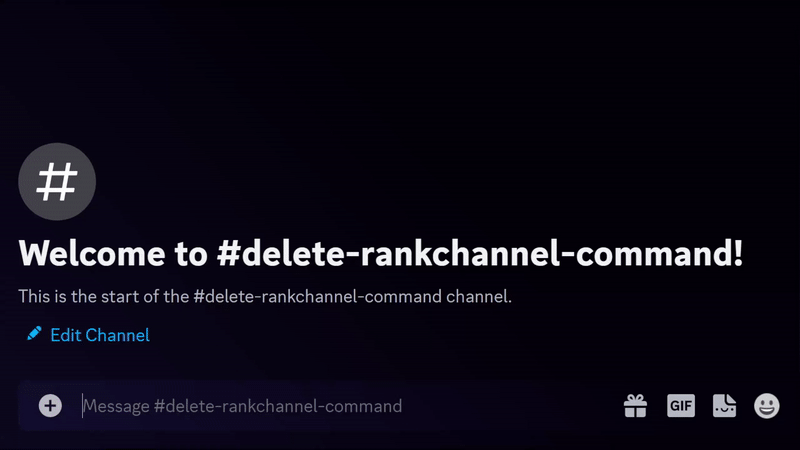 Welcome to #delete-rankchannel-command!
This is the start of the #delete-rankchannel-command channel.
Edit Channel
Message #delete-rankchannel-command
GIF